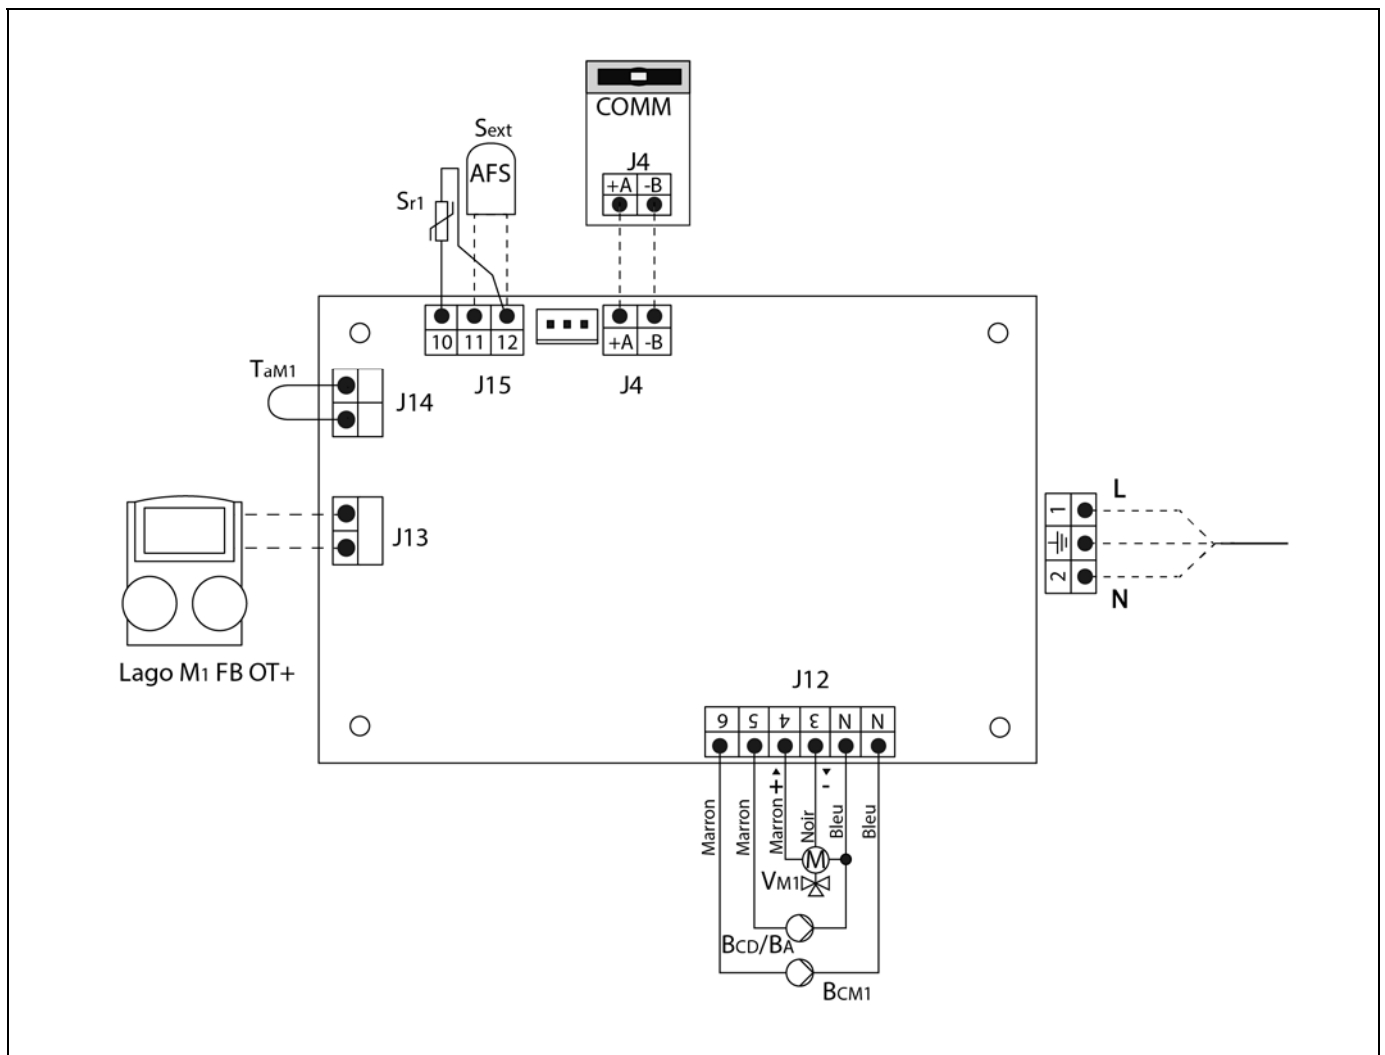 COMM
J4
+A -B
Sext
AFS
Sr1
10 11 12
+A -B
J15
J4
TaM1
J14
J13
Lago M1 FB OT+
L
1
2
N
J12
6 5 4 3 N N
+ -
Marron
Marron
Marron
Noir
Bleu
Bleu
M
VM1
BCD/BA
BCM1